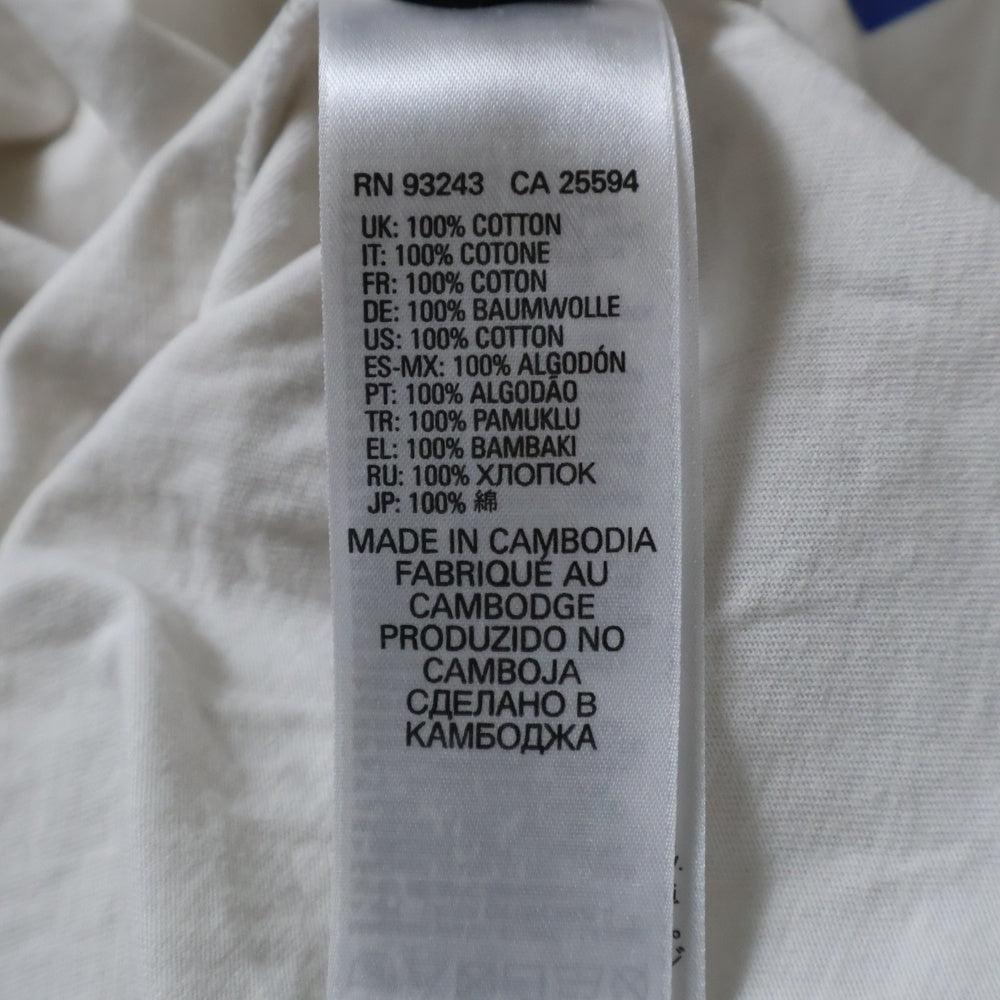 RN 93243 CA 25594
UK: 100% COTTON
IT: 100% COTONE
FR: 100% COTON
DE: 100% BAUMWOLLE
US: 100% COTTON
ES-MX: 100% ALGODÓN
PT: 100% ALGODÃO
TR: 100% PAMUKLU
EL: 100% BAMBAKI
RU: 100% ХЛОПОК
JP: 100% 綿
MADE IN CAMBODIA
FABRIQUÉ AU
CAMBODGE
PRODUZIDO NO
CAMBOJA
СДЕЛАНО В
КАМБОДЖА